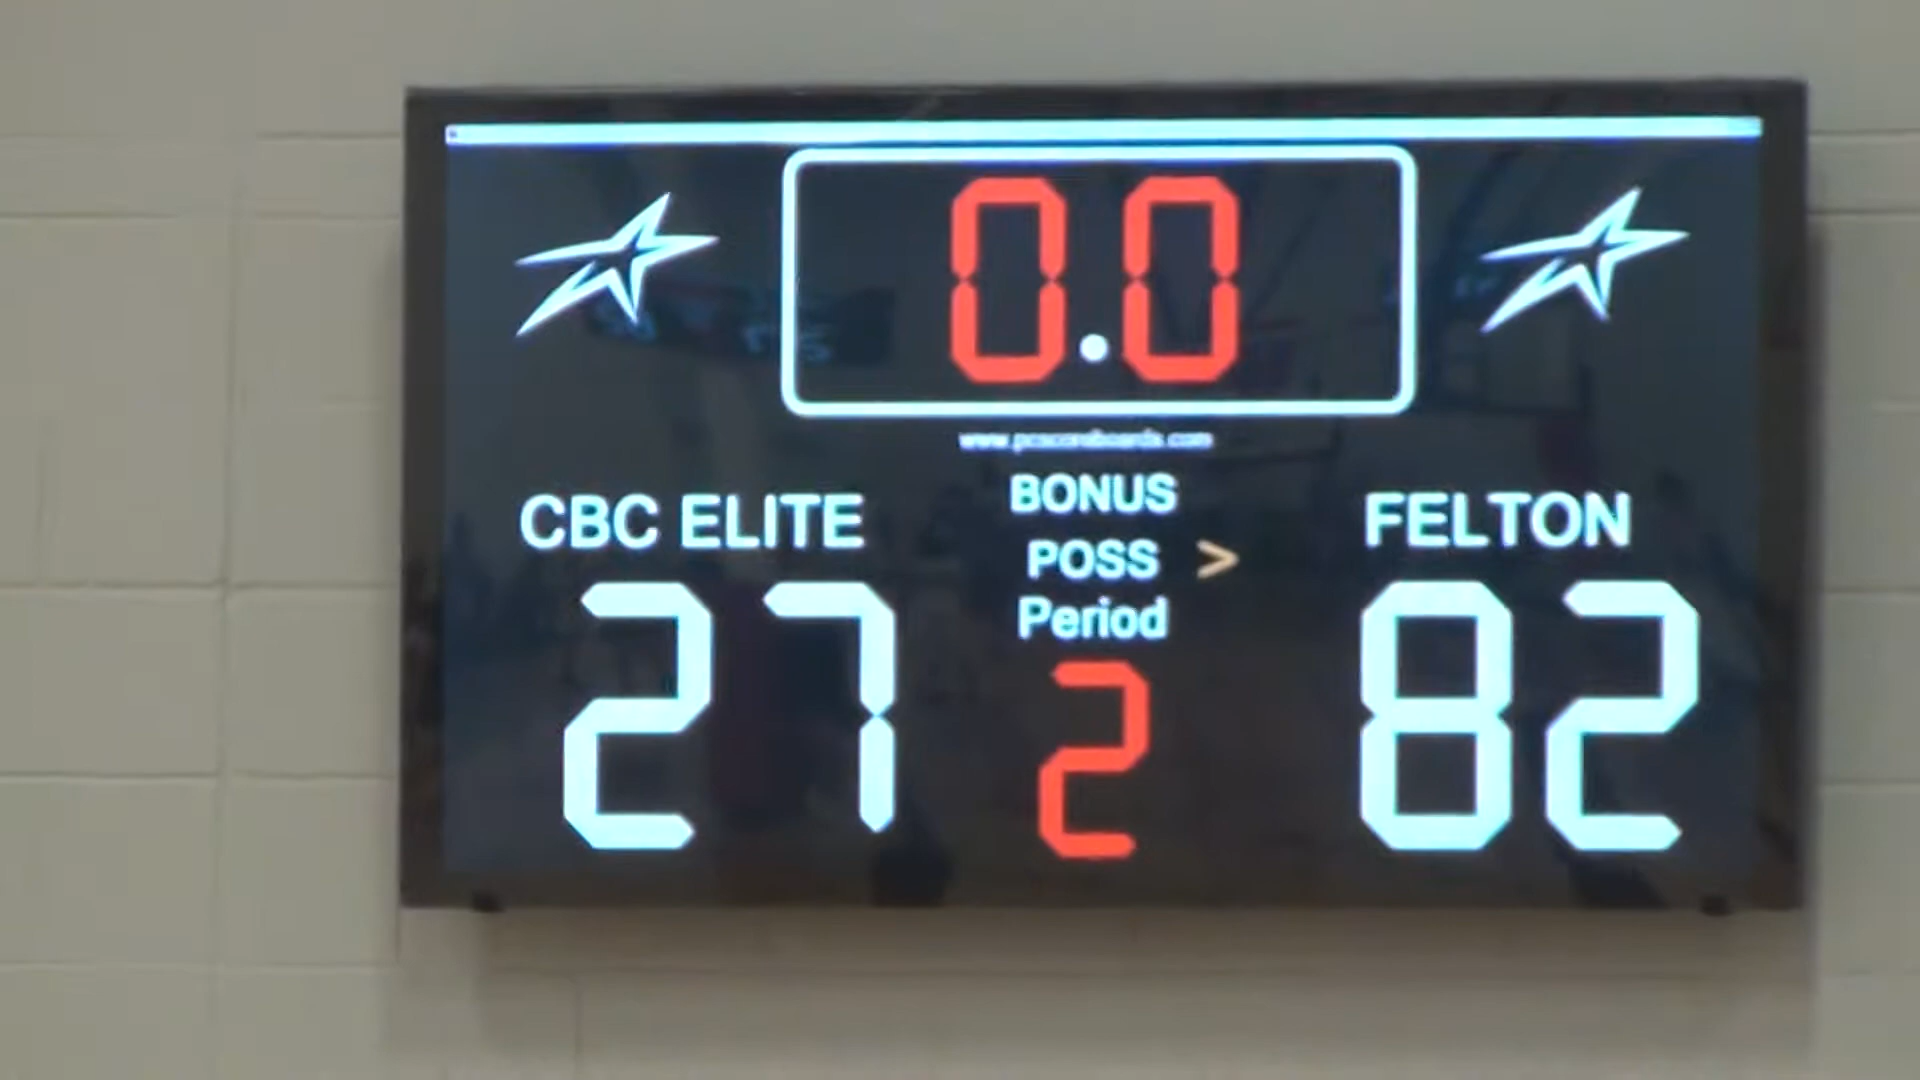 0.0
www.pcscoreboards.com
BONUS
CBC ELITE
FELTON
POSS >
Period
27
2
82